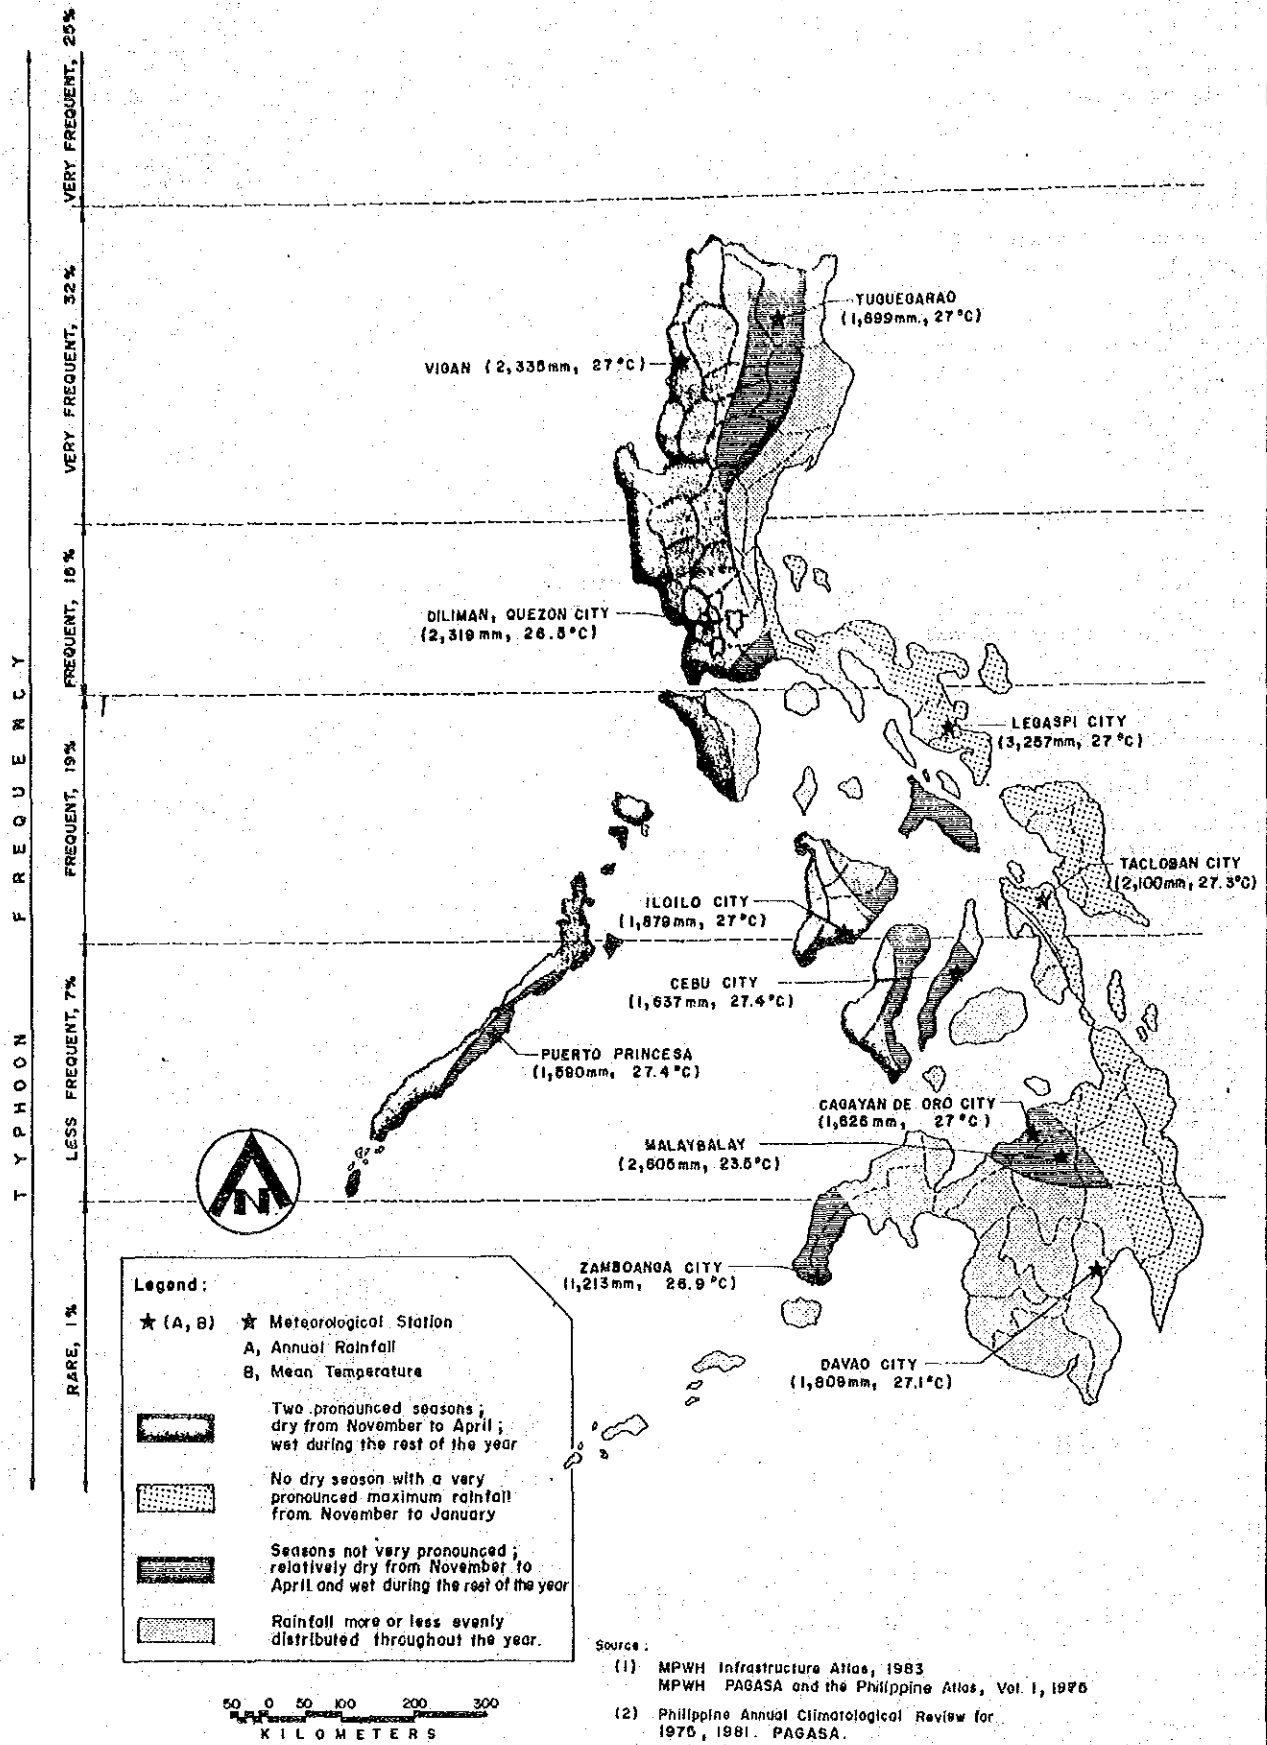 TYPHOON FREQUENCY
VERY FREQUENT, 25%
VERY FREQUENT, 32%
FREQUENT, 16%
FREQUENT, 19%
LESS FREQUENT, 7%
RARE, 1%
TUGUEGARAO
(1,699mm., 27°C)
VIGAN (2,335mm, 27°C)
DILIMAN, QUEZON CITY
(2,319mm, 26.5°C)
LEGASPI CITY
(3,257mm, 27°C)
TACLOBAN CITY
(2,100mm, 27.3°C)
ILOILO CITY
(1,879mm, 27°C)
CEBU CITY
(1,637mm, 27.4°C)
PUERTO PRINCESA
(1,590mm, 27.4°C)
CAGAYAN DE ORO CITY
(1,626mm, 27°C)
MALAYBALAY
(2,605mm, 23.5°C)
ZAMBOANGA CITY
(1,213mm, 26.9°C)
DAVAO CITY
(1,809mm, 27.1°C)
N
Legend:
★ (A, B) ★ Meteorological Station
A, Annual Rainfall
B, Mean Temperature
Two pronounced seasons;
dry from November to April;
wet during the rest of the year
No dry season with a very
pronounced maximum rainfall
from November to January
Seasons not very pronounced;
relatively dry from November to
April and wet during the rest of the year
Rainfall more or less evenly
distributed throughout the year.
50 0 50 100 200 300
KILOMETERS
Source:
(1) MPWH Infrastructure Atlas, 1983
MPWH PAGASA and the Philippine Atlas, Vol. 1, 1975
(2) Philippine Annual Climatological Review for
1975, 1981. PAGASA.